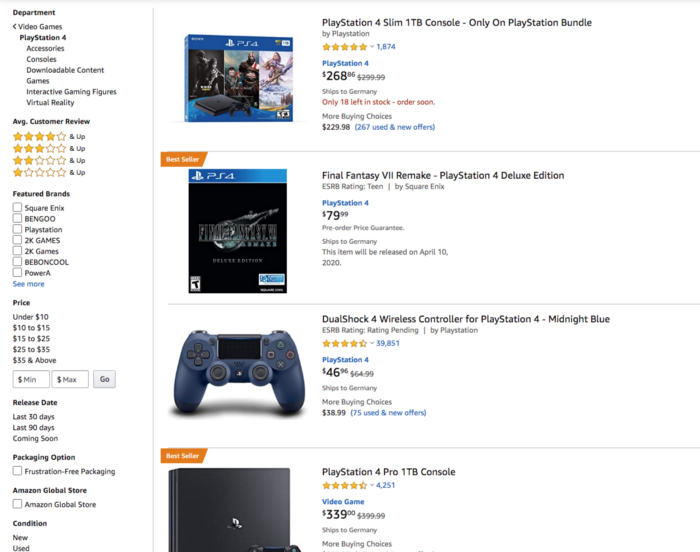 Department
< Video Games
PlayStation 4
Accessories
Consoles
Downloadable Content
Games
Interactive Gaming Figures
Virtual Reality
Avg. Customer Review
& Up
& Up
& Up
& Up
Featured Brands
Square Enix
BENGOO
Playstation
2K GAMES
2K Games
BEBONCOOL
PowerA
See more
Price
Under $10
$10 to $15
$15 to $25
$25 to $35
$35 & Above
$ Min $ Max Go
Release Date
Last 30 days
Last 90 days
Coming Soon
Packaging Option
Frustration-Free Packaging
Amazon Global Store
Amazon Global Store
Condition
New
Used
SONY PS4
PlayStation 4 Slim 1TB Console - Only On PlayStation Bundle
by Playstation
1,874
PlayStation 4
$26886 $299.99
Ships to Germany
Only 18 left in stock - order soon.
More Buying Choices
$229.98 (267 used & new offers)
Best Seller
PS4
FINAL FANTASY VII
REMAKE
DELUXE EDITION
SQUARE ENIX
Final Fantasy VII Remake - PlayStation 4 Deluxe Edition
ESRB Rating: Teen | by Square Enix
PlayStation 4
$7999
Pre-order Price Guarantee.
Ships to Germany
This item will be released on April 10,
2020.
DualShock 4 Wireless Controller for PlayStation 4 - Midnight Blue
ESRB Rating: Rating Pending | by Playstation
39,851
PlayStation 4
$4696 $64.99
Ships to Germany
More Buying Choices
$38.99 (75 used & new offers)
Best Seller
PlayStation 4 Pro 1TB Console
4,251
Video Game
$33900 $399.99
Ships to Germany
More Buying Choices